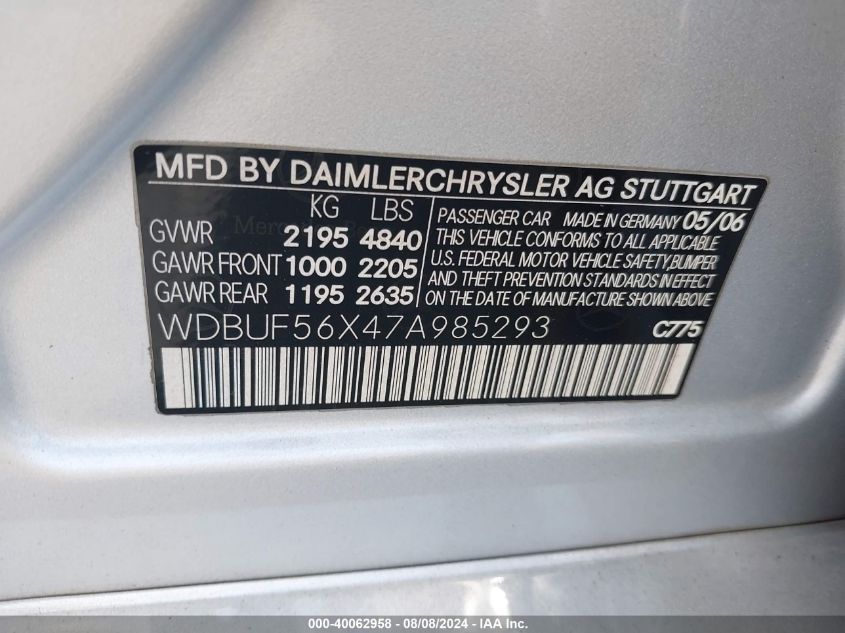 MFD BY DAIMLERCHRYSLER AG STUTTGART
KG LBS
GVWR 2195 4840
GAWR FRONT 1000 2205
GAWR REAR 1195 2635
PASSENGER CAR MADE IN GERMANY 05/06
THIS VEHICLE CONFORMS TO ALL APPLICABLE
U.S. FEDERAL MOTOR VEHICLE SAFETY,BUMPER
AND THEFT PREVENTION STANDARDS IN EFFECT
ON THE DATE OF MANUFACTURE SHOWN ABOVE
WDBUF56X47A985293 C775
000-40062958 - 08/08/2024 - IAA Inc.